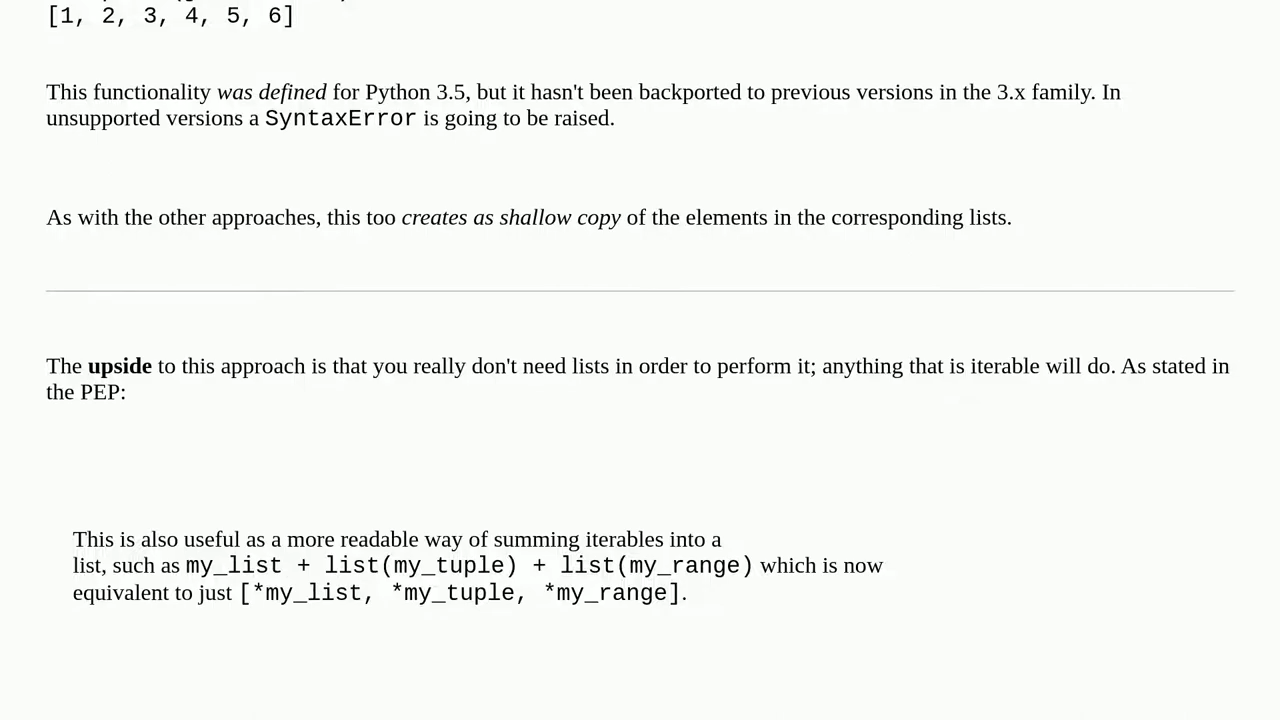 [1, 2, 3, 4, 5, 6]
This functionality was defined for Python 3.5, but it hasn't been backported to previous versions in the 3.x family. In
unsupported versions a SyntaxError is going to be raised.
As with the other approaches, this too creates as shallow copy of the elements in the corresponding lists.
The upside to this approach is that you really don't need lists in order to perform it; anything that is iterable will do. As stated in
the PEP:
This is also useful as a more readable way of summing iterables into a
list, such as my_list + list(my_tuple) + list(my_range) which is now
equivalent to just [*my_list, *my_tuple, *my_range].